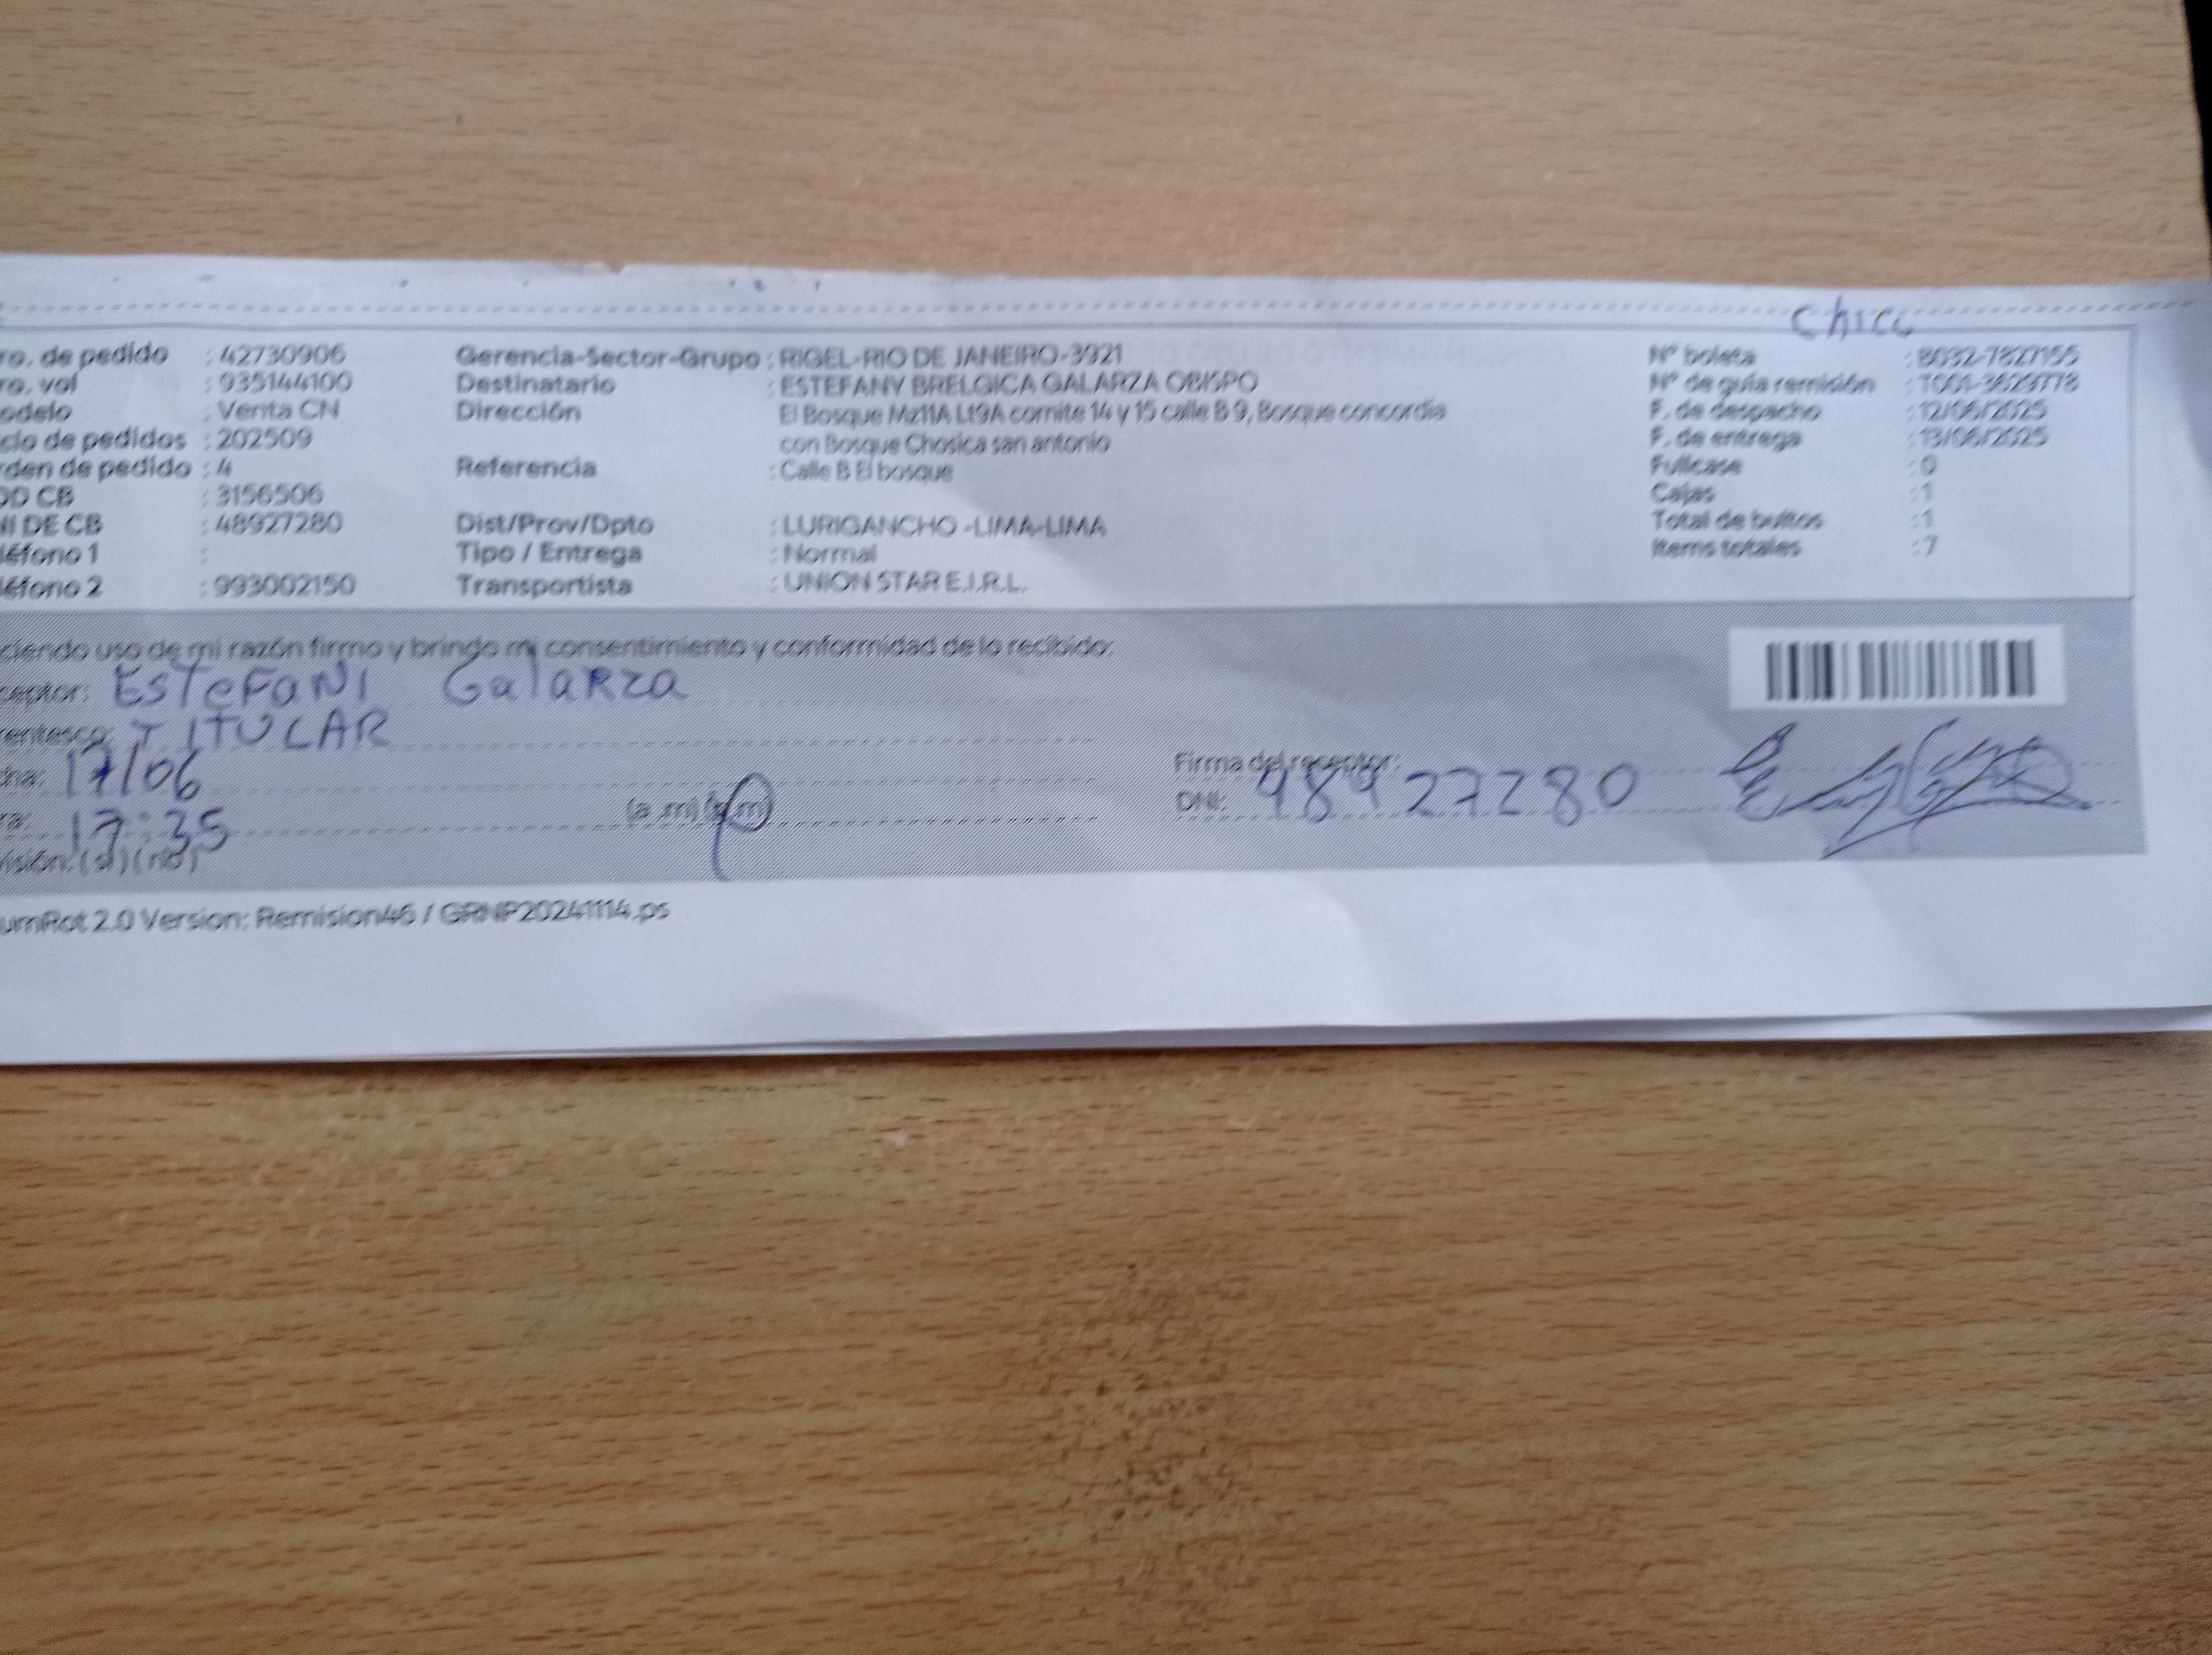 chico
ro. de pedido : 42730906 Gerencia-Sector-Grupo : RIGEL-RIO DE JANEIRO-3921 Nº boleta : B032-7827155
ro. vol : 935144100 Destinatario : ESTEFANY BRELGICA GALARZA OBISPO Nº de guía remisión : T001-3629778
odelo : Venta CN Dirección : El Bosque Mz11A Lt9A comite 14 y 15 calle B 9, Bosque concordia F. de despacho : 12/06/2025
clo de pedidos : 202509 con Bosque Chosica san antonio F. de entrega : 13/06/2025
rden de pedido : 4 Referencia : Calle B El bosque Fullcase : 0
OD CB : 3156506 Cajas : 1
NI DE CB : 48927280 Dist/Prov/Dpto : LURIGANCHO -LIMA-LIMA Total de bultos : 1
léfono 1 : Tipo / Entrega : Normal Items totales : 7
léfono 2 : 993002150 Transportista : UNION STAR E.I.R.L.
ciendo uso de mi razón firmo y brindo mi consentimiento y conformidad de lo recibido:
ceptor: ESTeFaNI GalaRza
rentesco: TITULAR
cha: 17/06 Firma del receptor:
ra: 17:35 (a.m) (p.m) DNI: 48927280
visión: (si) (no)
umRot 2.0 Version: Remision46 / GRNP20241114.ps